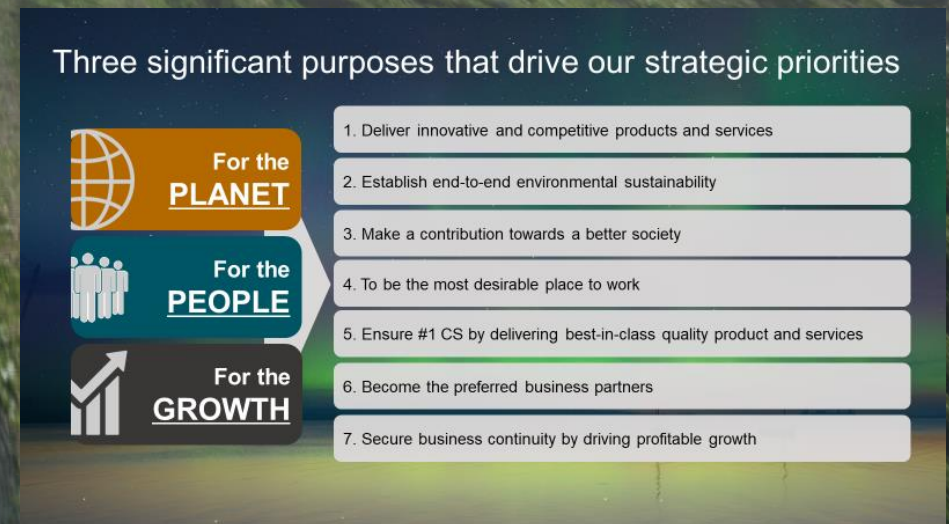 Three significant purposes that drive our strategic priorities
For the
PLANET
For the
PEOPLE
For the
GROWTH
1. Deliver innovative and competitive products and services
2. Establish end-to-end environmental sustainability
3. Make a contribution towards a better society
4. To be the most desirable place to work
5. Ensure #1 CS by delivering best-in-class quality product and services
6. Become the preferred business partners
7. Secure business continuity by driving profitable growth